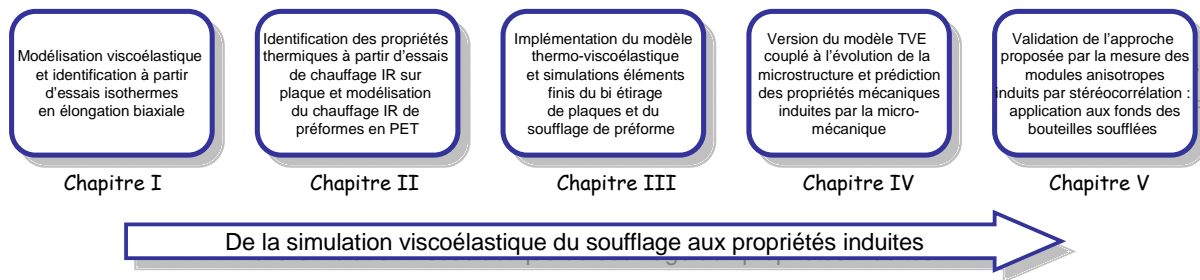 Modélisation viscoélastique
et identification à partir
d'essais isothermes
en élongation biaxiale
Identification des propriétés
thermiques à partir d'essais
de chauffage IR sur
plaque et modélisation
du chauffage IR de
préformes en PET
Implémentation du modèle
thermo-viscoélastique
et simulations éléments
finis du bi étirage
de plaques et du
soufflage de préforme
Version du modèle TVE
couplé à l'évolution de la
microstructure et prédiction
des propriétés mécaniques
induites par la micro-
mécanique
Validation de l'approche
proposée par la mesure des
modules anisotropes
induits par stéréocorrélation :
application aux fonds des
bouteilles soufflées
Chapitre I
Chapitre II
Chapitre III
Chapitre IV
Chapitre V
De la simulation viscoélastique du soufflage aux propriétés induites